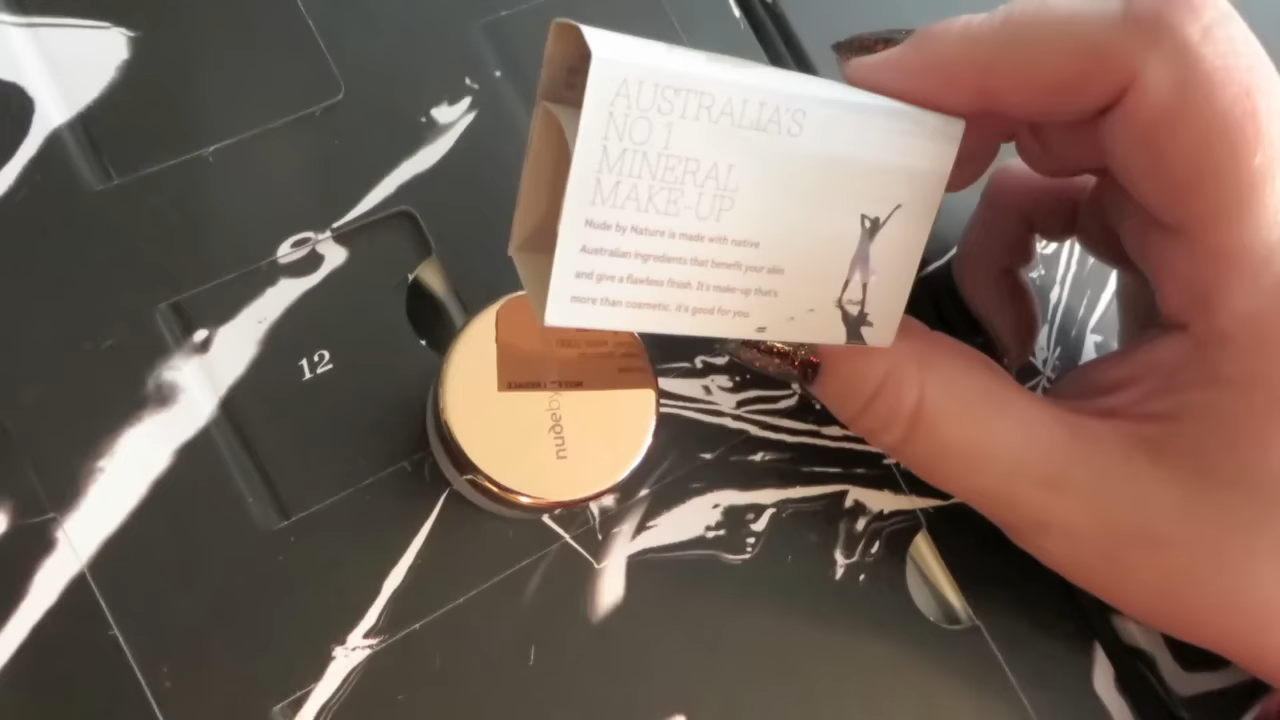 AUSTRALIA'S
NO 1
MINERAL
MAKE-UP
Nude by Nature is made with native
Australian ingredients that benefit your skin
and give a flawless finish. It's make-up that's
more than cosmetic, it's good for you.
12
nudeby